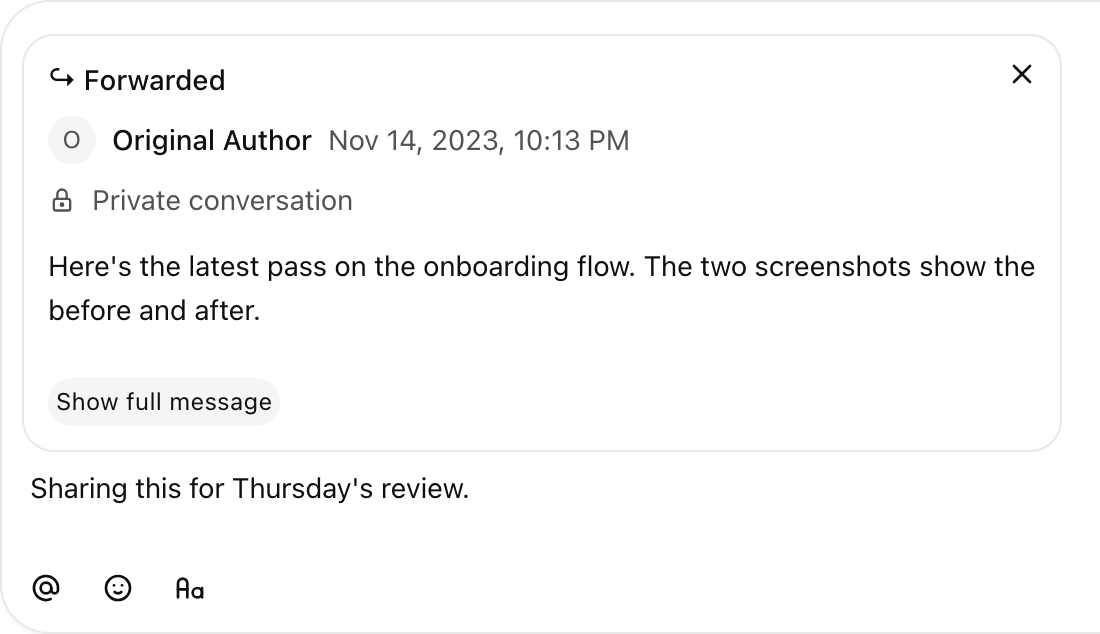 Forwarded
O Original Author Nov 14, 2023, 10:13 PM
Private conversation
Here's the latest pass on the onboarding flow. The two screenshots show the
before and after.
Show full message
Sharing this for Thursday's review.
@ Aa